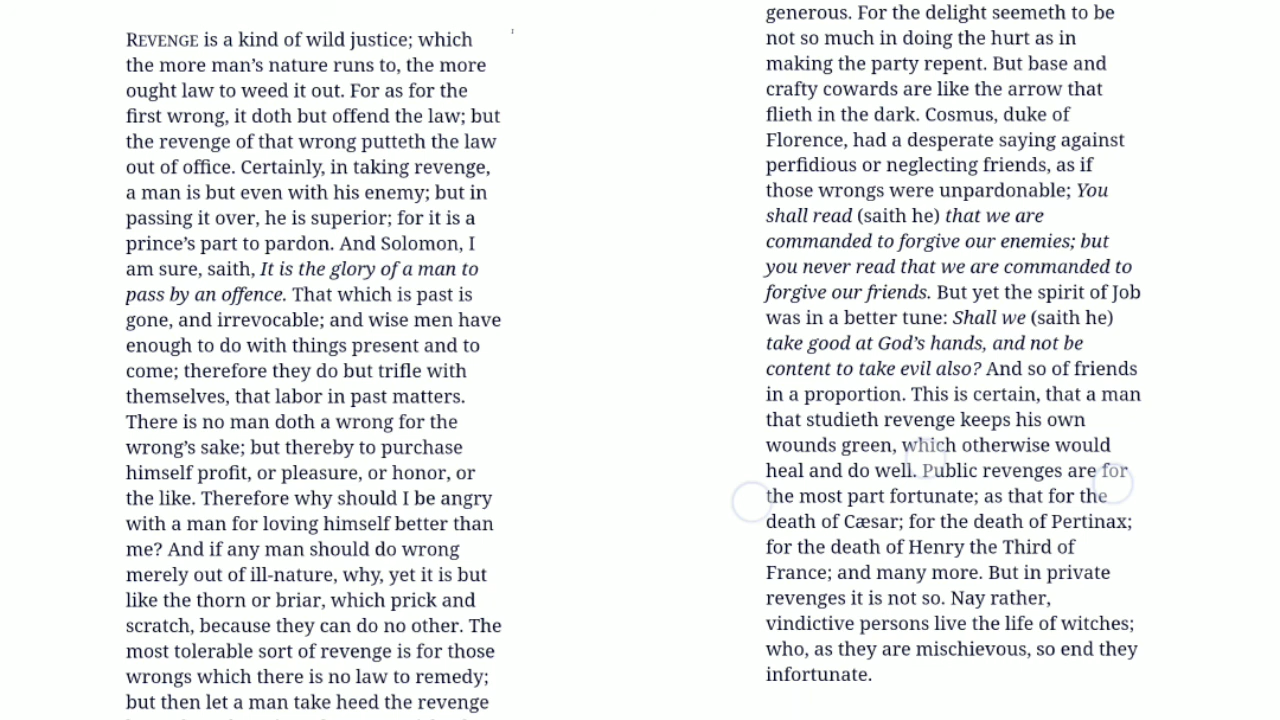 REVENGE is a kind of wild justice; which
the more man’s nature runs to, the more
ought law to weed it out. For as for the
first wrong, it doth but offend the law; but
the revenge of that wrong putteth the law
out of office. Certainly, in taking revenge,
a man is but even with his enemy; but in
passing it over, he is superior; for it is a
prince’s part to pardon. And Solomon, I
am sure, saith, It is the glory of a man to
pass by an offence. That which is past is
gone, and irrevocable; and wise men have
enough to do with things present and to
come; therefore they do but trifle with
themselves, that labor in past matters.
There is no man doth a wrong for the
wrong’s sake; but thereby to purchase
himself profit, or pleasure, or honor, or
the like. Therefore why should I be angry
with a man for loving himself better than
me? And if any man should do wrong
merely out of ill-nature, why, yet it is but
like the thorn or briar, which prick and
scratch, because they can do no other. The
most tolerable sort of revenge is for those
wrongs which there is no law to remedy;
but then let a man take heed the revenge
generous. For the delight seemeth to be
not so much in doing the hurt as in
making the party repent. But base and
crafty cowards are like the arrow that
flieth in the dark. Cosmus, duke of
Florence, had a desperate saying against
perfidious or neglecting friends, as if
those wrongs were unpardonable; You
shall read (saith he) that we are
commanded to forgive our enemies; but
you never read that we are commanded to
forgive our friends. But yet the spirit of Job
was in a better tune: Shall we (saith he)
take good at God’s hands, and not be
content to take evil also? And so of friends
in a proportion. This is certain, that a man
that studieth revenge keeps his own
wounds green, which otherwise would
heal and do well. Public revenges are for
the most part fortunate; as that for the
death of Cæsar; for the death of Pertinax;
for the death of Henry the Third of
France; and many more. But in private
revenges it is not so. Nay rather,
vindictive persons live the life of witches;
who, as they are mischievous, so end they
infortunate.